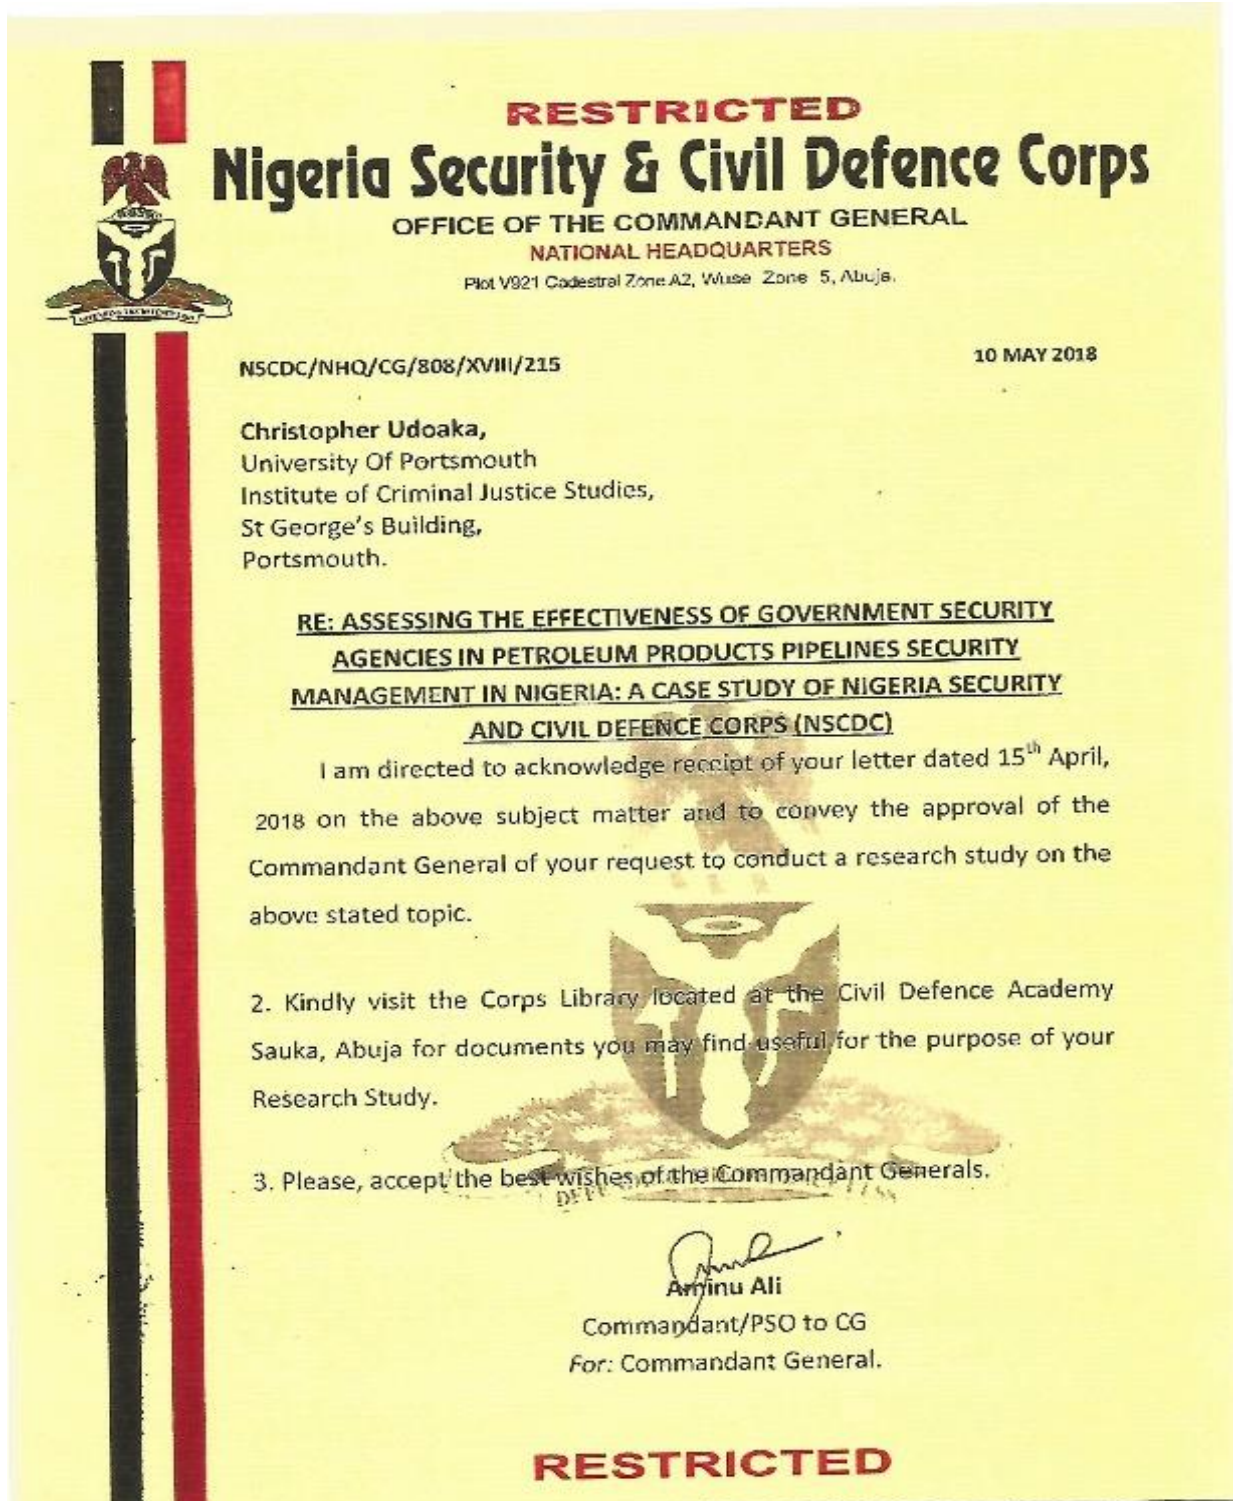 RESTRICTED
Nigeria Security & Civil Defence Corps
OFFICE OF THE COMMANDANT GENERAL
NATIONAL HEADQUARTERS
Plot V921 Cadestral Zone A2, Wuse Zone 5, Abuja.
NSCDC/NHQ/CG/808/XVIII/215
10 MAY 2018
Christopher Udoaka,
University Of Portsmouth
Institute of Criminal Justice Studies,
St George's Building,
Portsmouth.
RE: ASSESSING THE EFFECTIVENESS OF GOVERNMENT SECURITY
AGENCIES IN PETROLEUM PRODUCTS PIPELINES SECURITY
MANAGEMENT IN NIGERIA: A CASE STUDY OF NIGERIA SECURITY
AND CIVIL DEFENCE CORPS (NSCDC)
I am directed to acknowledge receipt of your letter dated 15th April,
2018 on the above subject matter and to convey the approval of the
Commandant General of your request to conduct a research study on the
above stated topic.
2. Kindly visit the Corps Library located at the Civil Defence Academy
Sauka, Abuja for documents you may find useful for the purpose of your
Research Study.
3. Please, accept the best wishes of the Commandant Generals.
Aminu Ali
Commandant/PSO to CG
For: Commandant General.
RESTRICTED